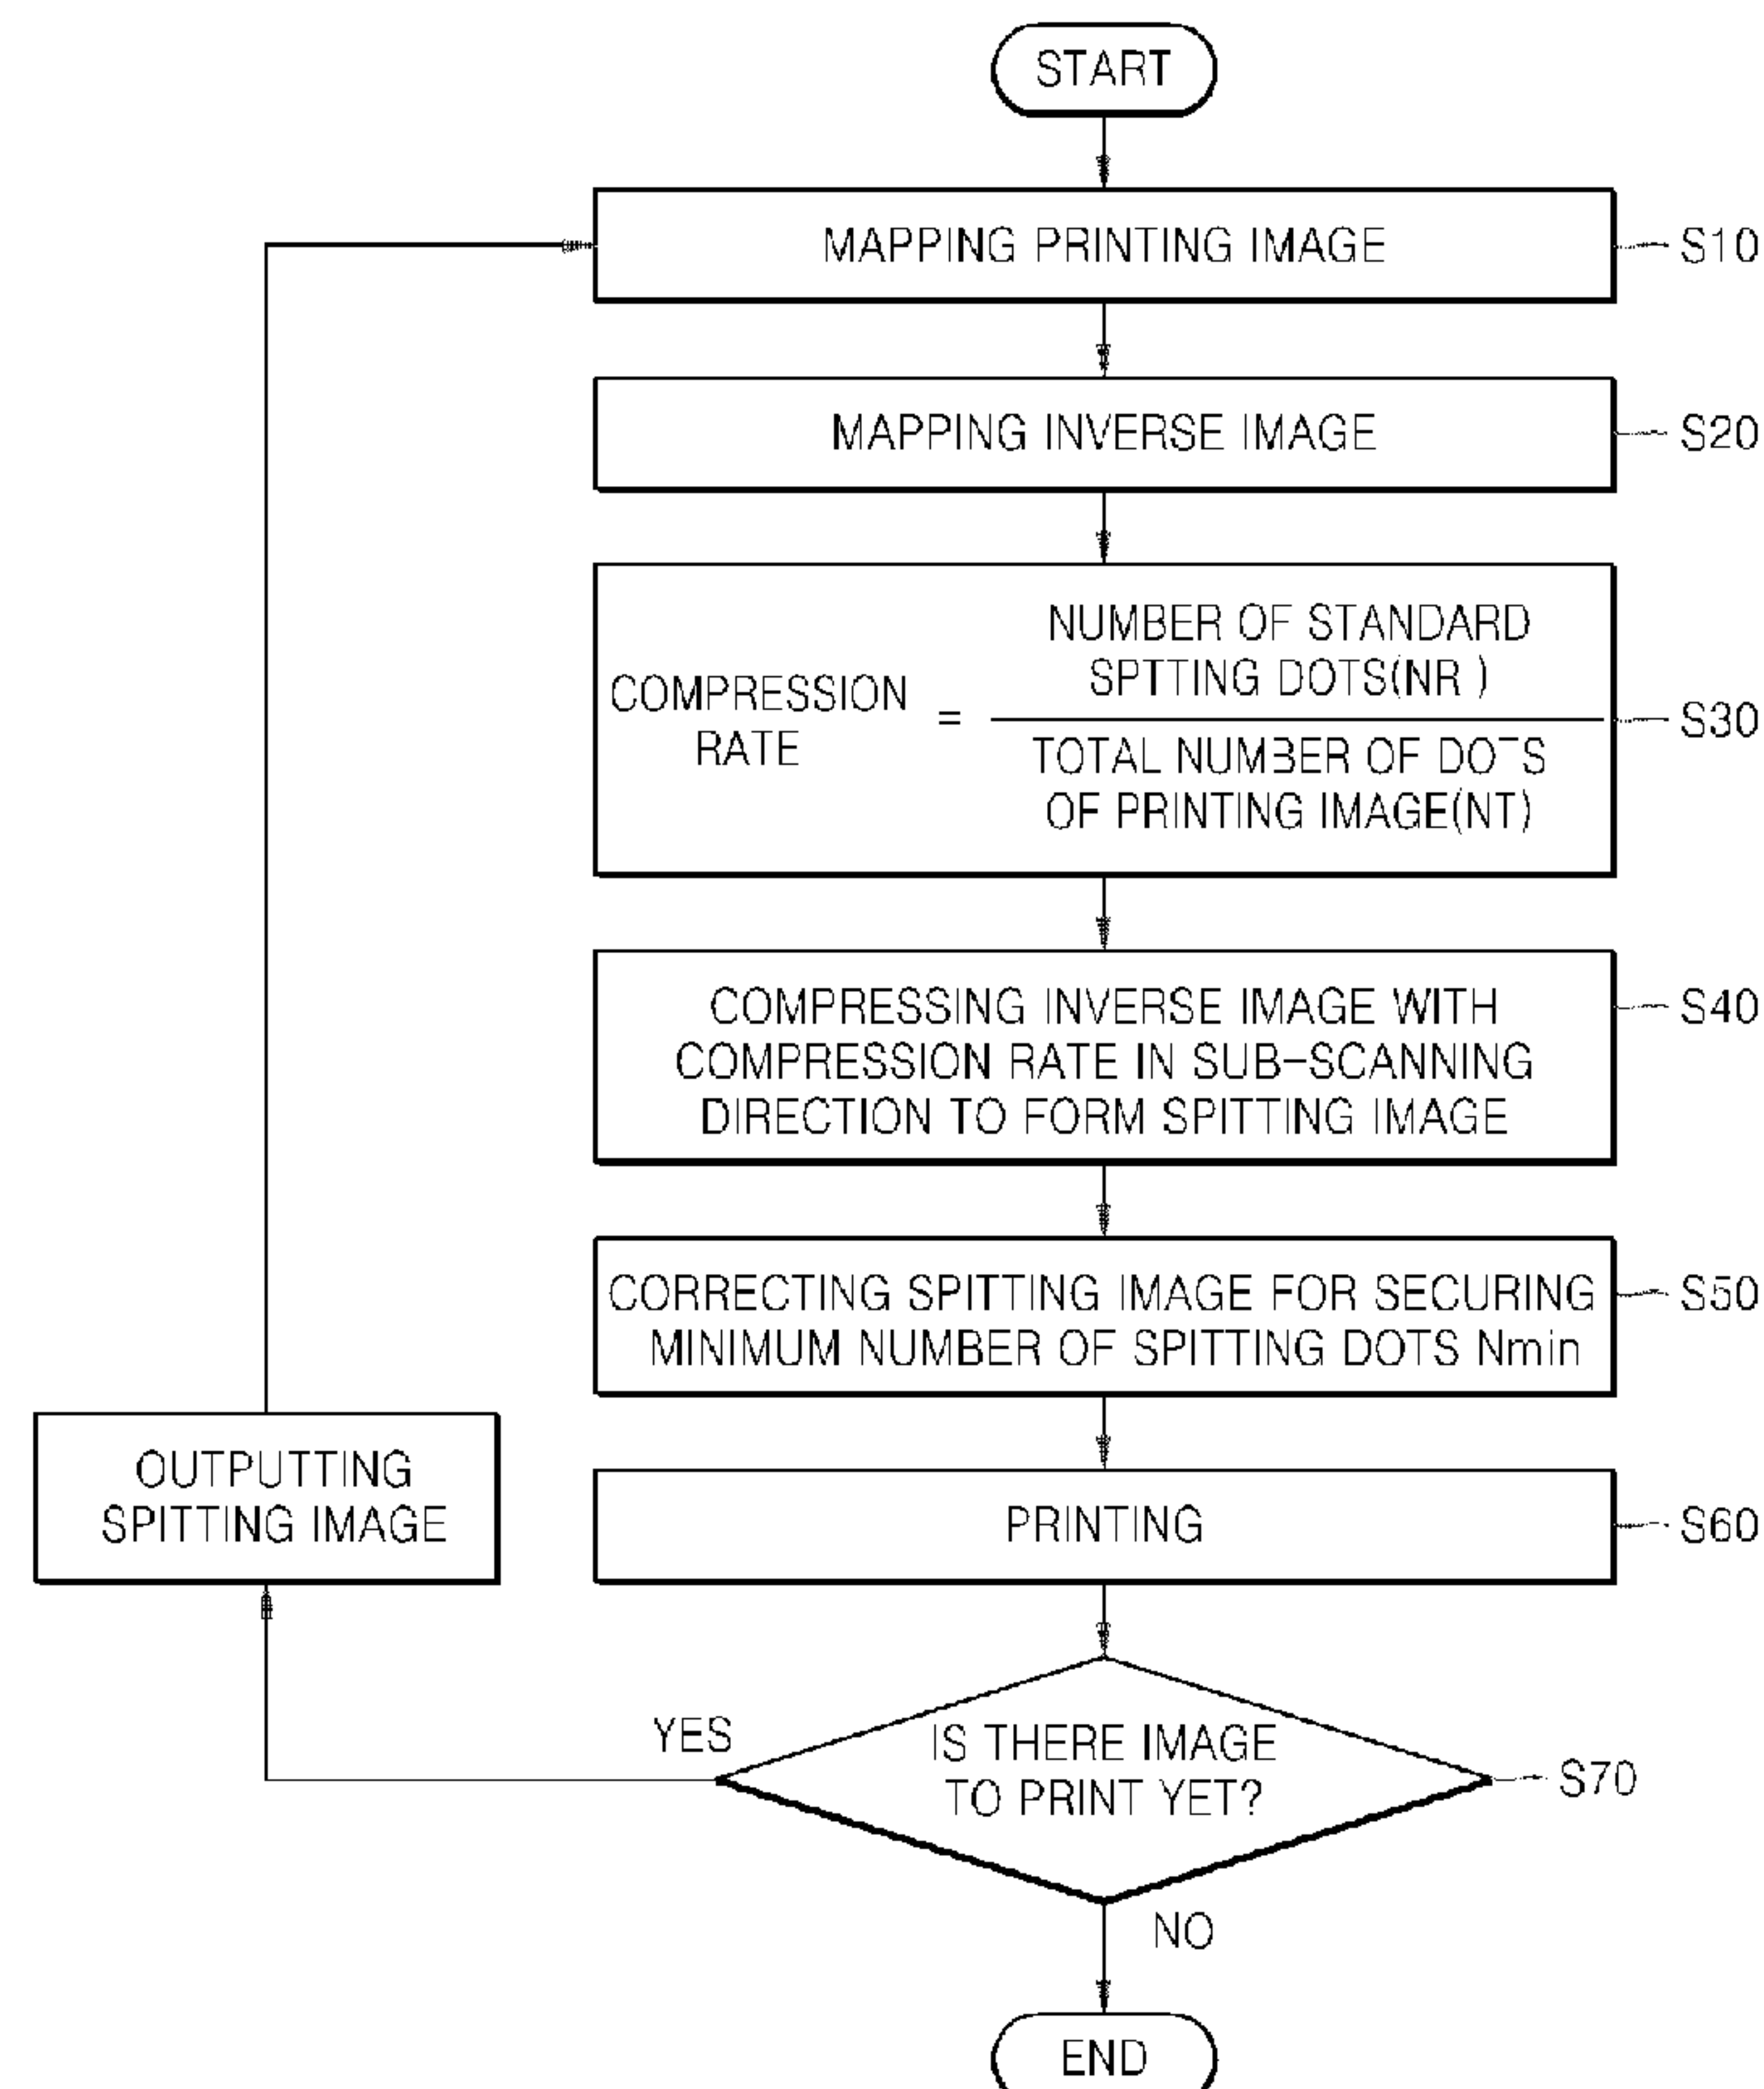 START
MAPPING PRINTING IMAGE
S10
MAPPING INVERSE IMAGE
S20
COMPRESSION
RATE
=
NUMBER OF STANDARD
SPTTING DOTS(NR )
TOTAL NUMBER OF DOTS
OF PRINTING IMAGE(NT)
S30
COMPRESSING INVERSE IMAGE WITH
COMPRESSION RATE IN SUB-SCANNING
DIRECTION TO FORM SPITTING IMAGE
S40
CORRECTING SPITTING IMAGE FOR SECURING
MINIMUM NUMBER OF SPITTING DOTS Nmin
S50
OUTPUTTING
SPITTING IMAGE
PRINTING
S60
YES
IS THERE IMAGE
TO PRINT YET?
S70
NO
END